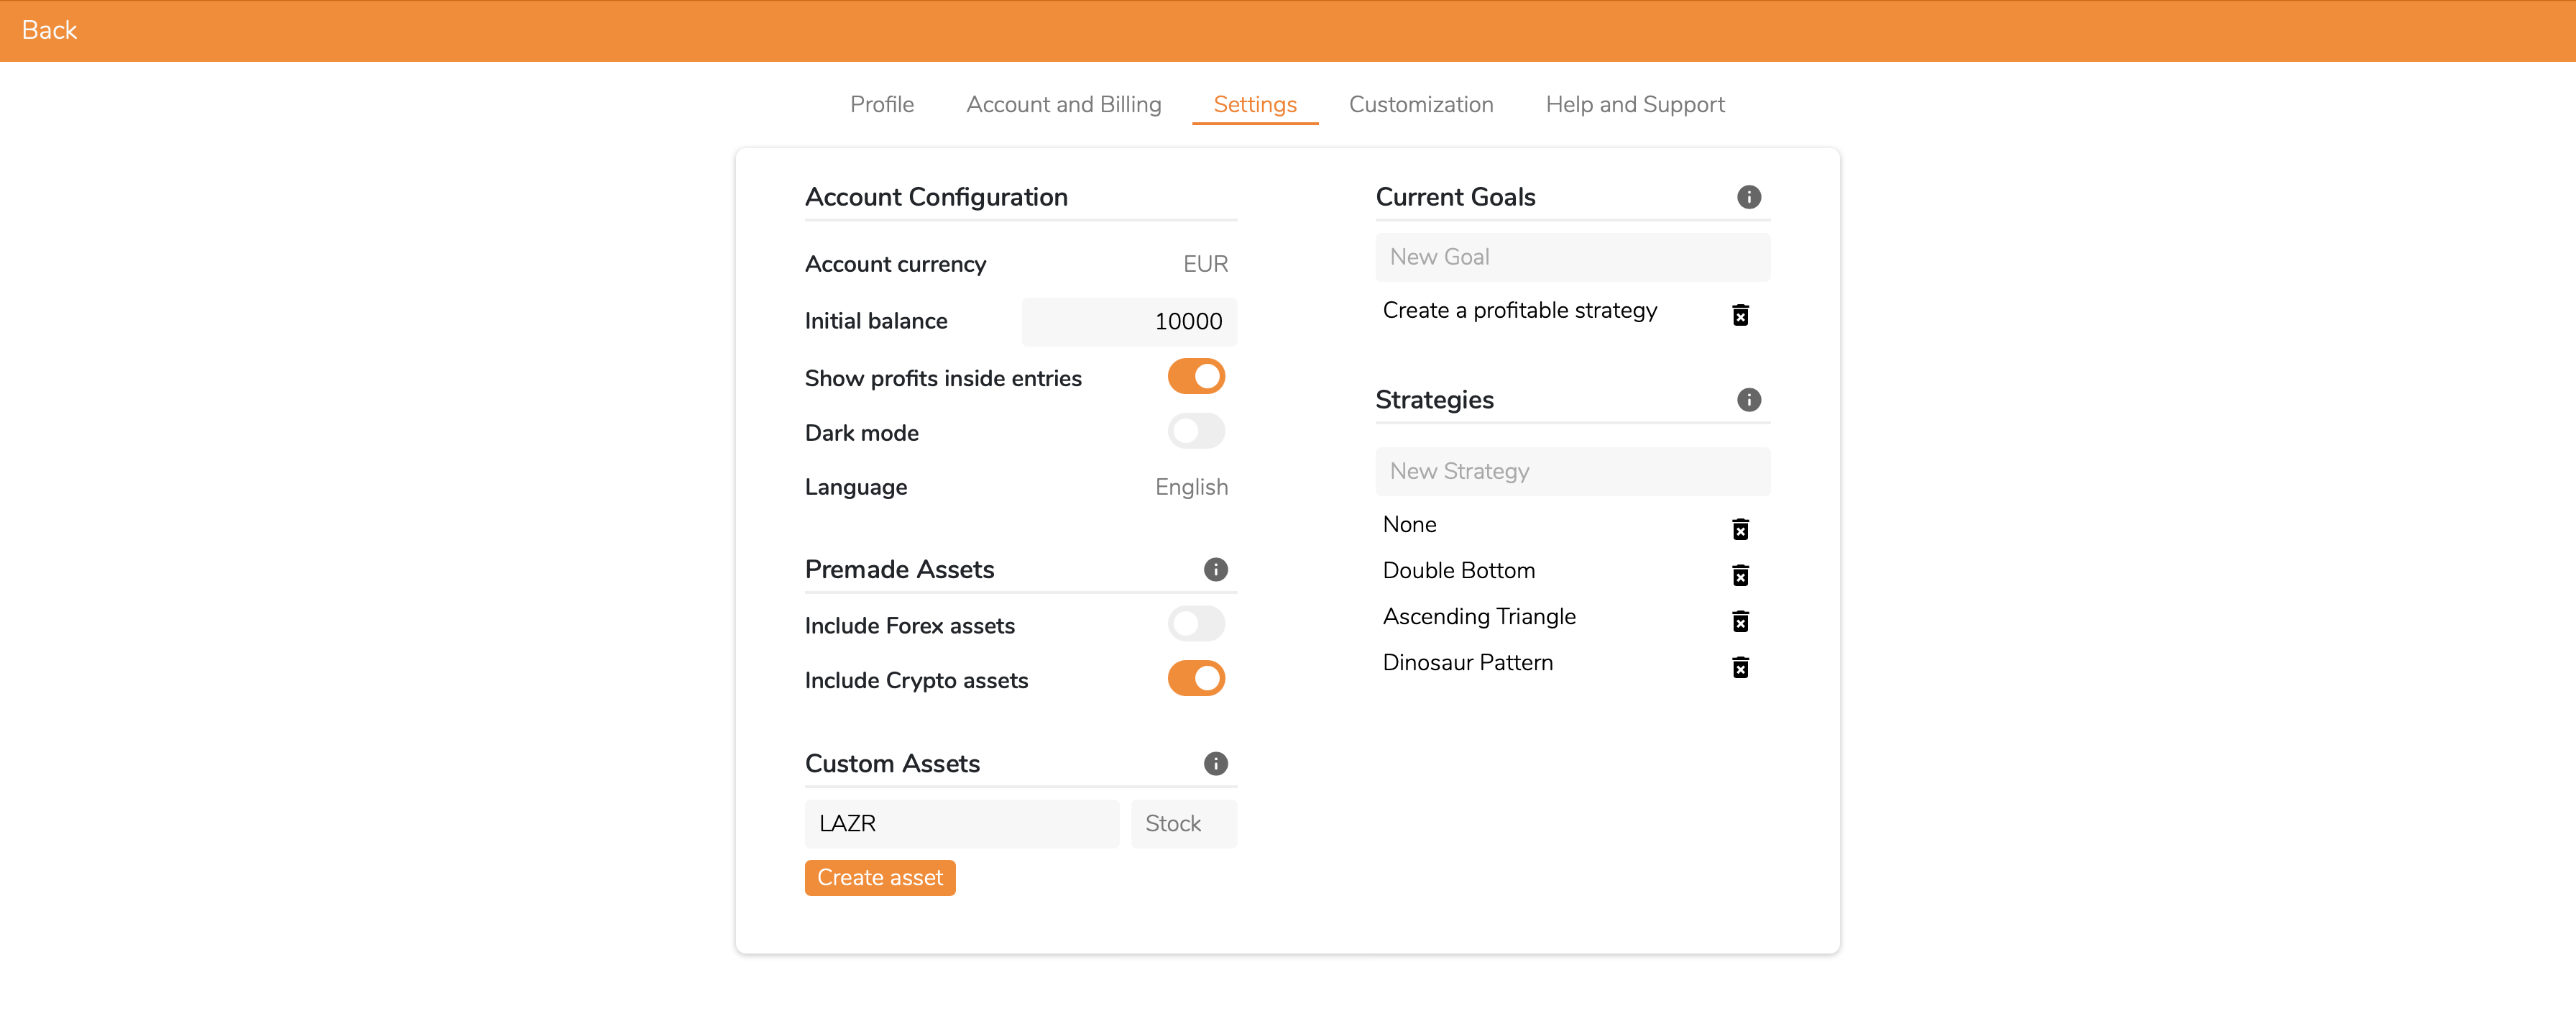 Back
Profile
Account and Billing
Settings
Customization
Help and Support
Account Configuration
Account currency
EUR
Initial balance
10000
Show profits inside entries
Dark mode
Language
English
Premade Assets
Include Forex assets
Include Crypto assets
Custom Assets
LAZR
Stock
Create asset
Current Goals
New Goal
Create a profitable strategy
Strategies
New Strategy
None
Double Bottom
Ascending Triangle
Dinosaur Pattern